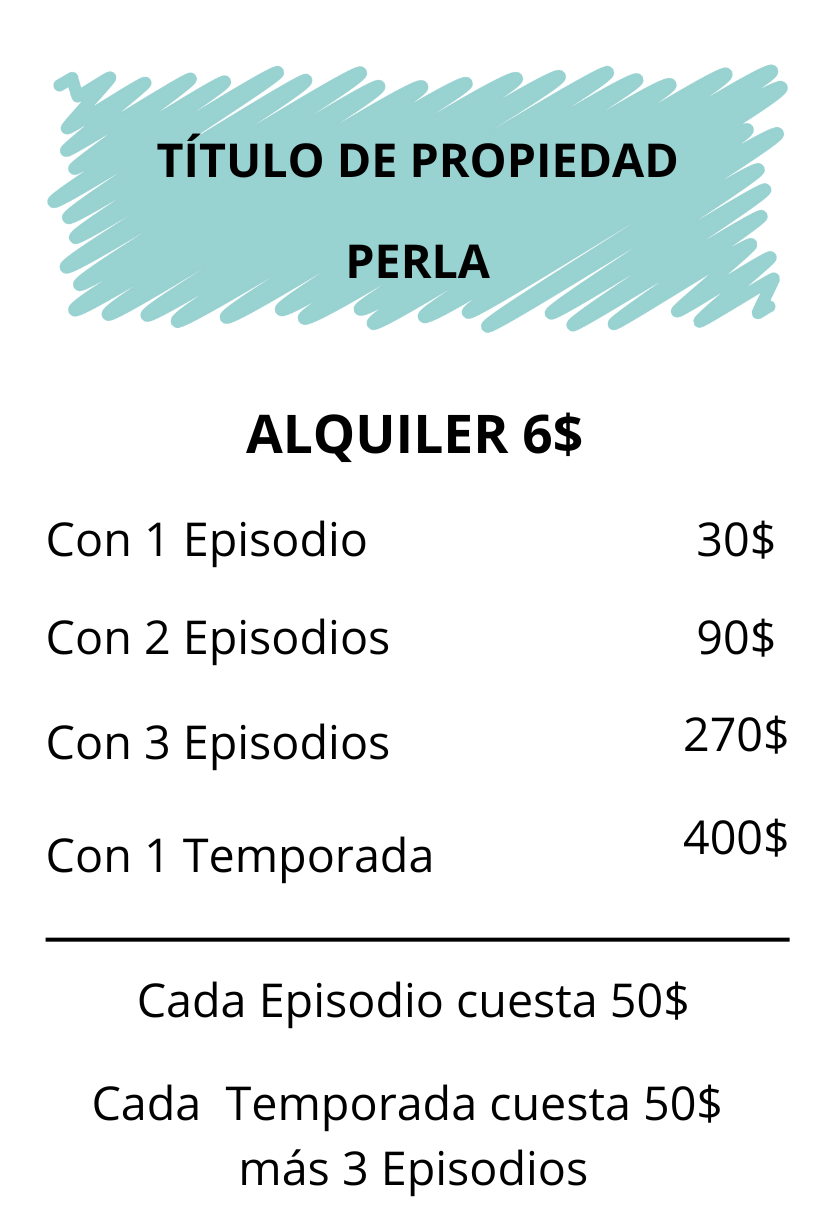 TÍTULO DE PROPIEDAD
PERLA
ALQUILER 6$
Con 1 Episodio 30$
Con 2 Episodios 90$
Con 3 Episodios 270$
Con 1 Temporada 400$
Cada Episodio cuesta 50$
Cada Temporada cuesta 50$
más 3 Episodios